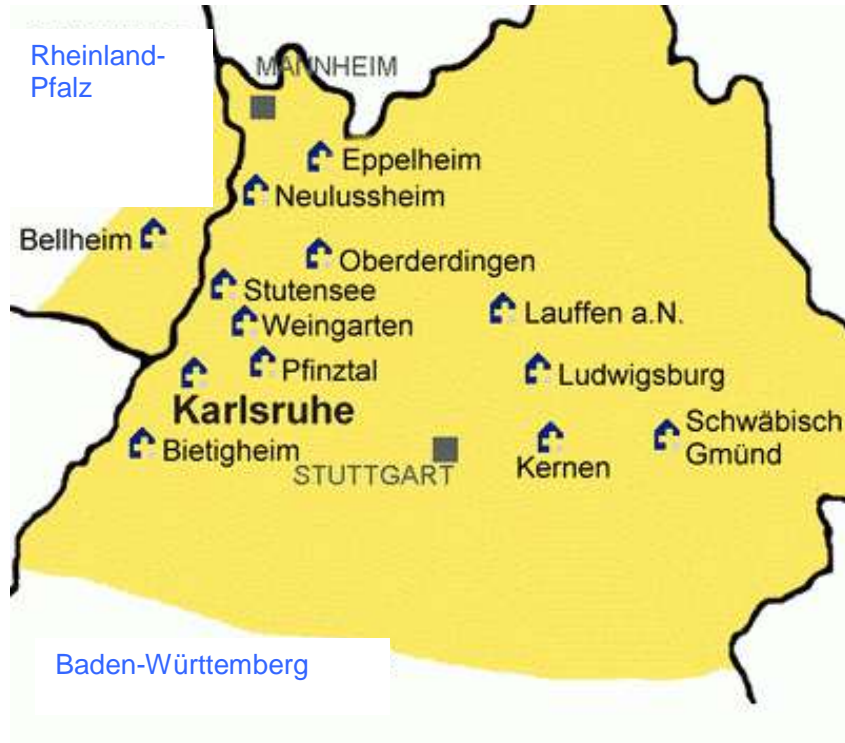 Rheinland-
Pfalz
MANNHEIM
Eppelheim
Neulussheim
Bellheim
Oberderdingen
Stutensee
Lauffen a.N.
Weingarten
Pfinztal
Ludwigsburg
Karlsruhe
Schwäbisch
Gmünd
Bietigheim
Kernen
STUTTGART
Baden-Württemberg